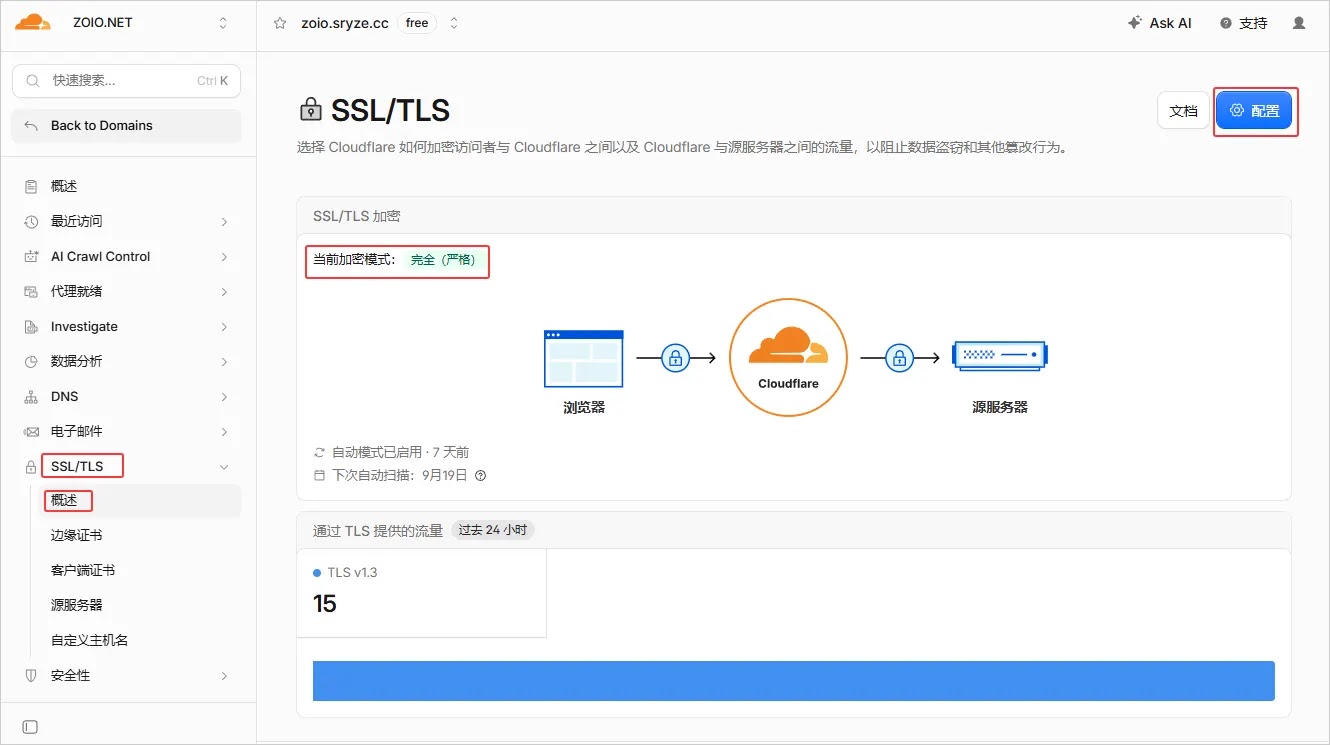 ZOIO.NET
zoio.sryze.cc free
Ask AI
支持
快速搜索... Ctrl K
Back to Domains
概述
最近访问
AI Crawl Control
代理就绪
Investigate
数据分析
DNS
电子邮件
SSL/TLS
概述
边缘证书
客户端证书
源服务器
自定义主机名
安全性
SSL/TLS
文档
配置
选择 Cloudflare 如何加密访问者与 Cloudflare 之间以及 Cloudflare 与源服务器之间的流量，以阻止数据盗窃和其他篡改行为。
SSL/TLS 加密
当前加密模式： 完全（严格）
Cloudflare
浏览器
源服务器
自动模式已启用 · 7 天前
下次自动扫描：9月19日
通过 TLS 提供的流量 过去 24 小时
TLS v1.3
15